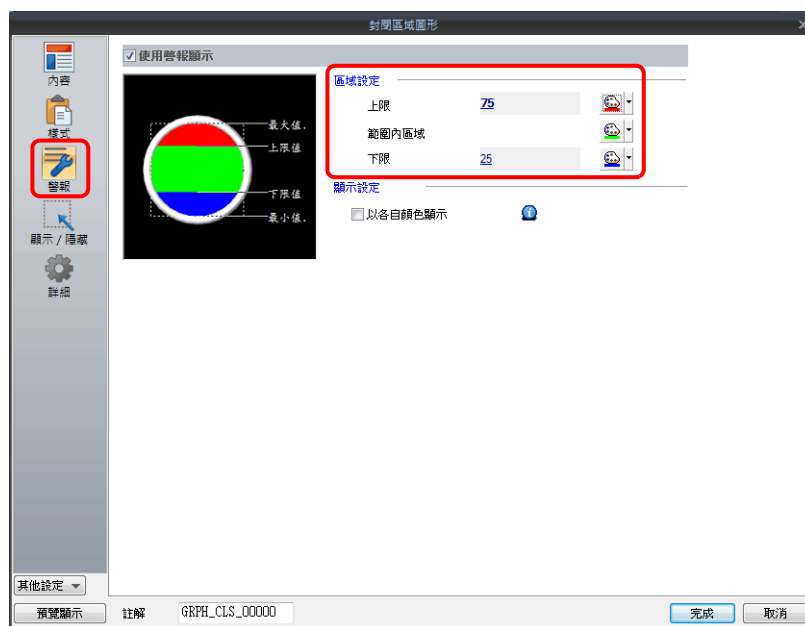 封閉區域圖形
內容
樣式
警報
顯示 / 隱藏
詳細
使用警報顯示
最大值.
上限值
下限值
最小值.
區域設定
上限 75
範圍內區域
下限 25
顯示設定
以各自顏色顯示
其他設定
預覽顯示
註解 GRPH_CLS_00000
完成 取消